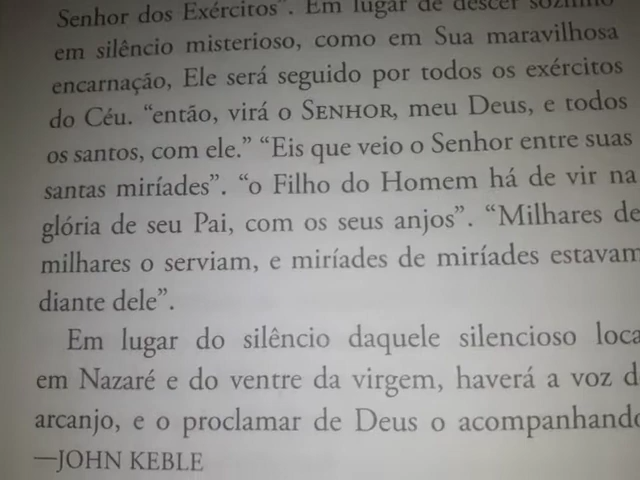 Senhor dos Exércitos”. Em lugar de descer sozinho
em silêncio misterioso, como em Sua maravilhosa
encarnação, Ele será seguido por todos os exércitos
do Céu. “então, virá o SENHOR, meu Deus, e todos
os santos, com ele.” “Eis que veio o Senhor entre suas
santas miríades”. “o Filho do Homem há de vir na
glória de seu Pai, com os seus anjos”. “Milhares de
milhares o serviam, e miríades de miríades estavam
diante dele”.
Em lugar do silêncio daquele silencioso loca
em Nazaré e do ventre da virgem, haverá a voz d
arcanjo, e o proclamar de Deus o acompanhando
—JOHN KEBLE